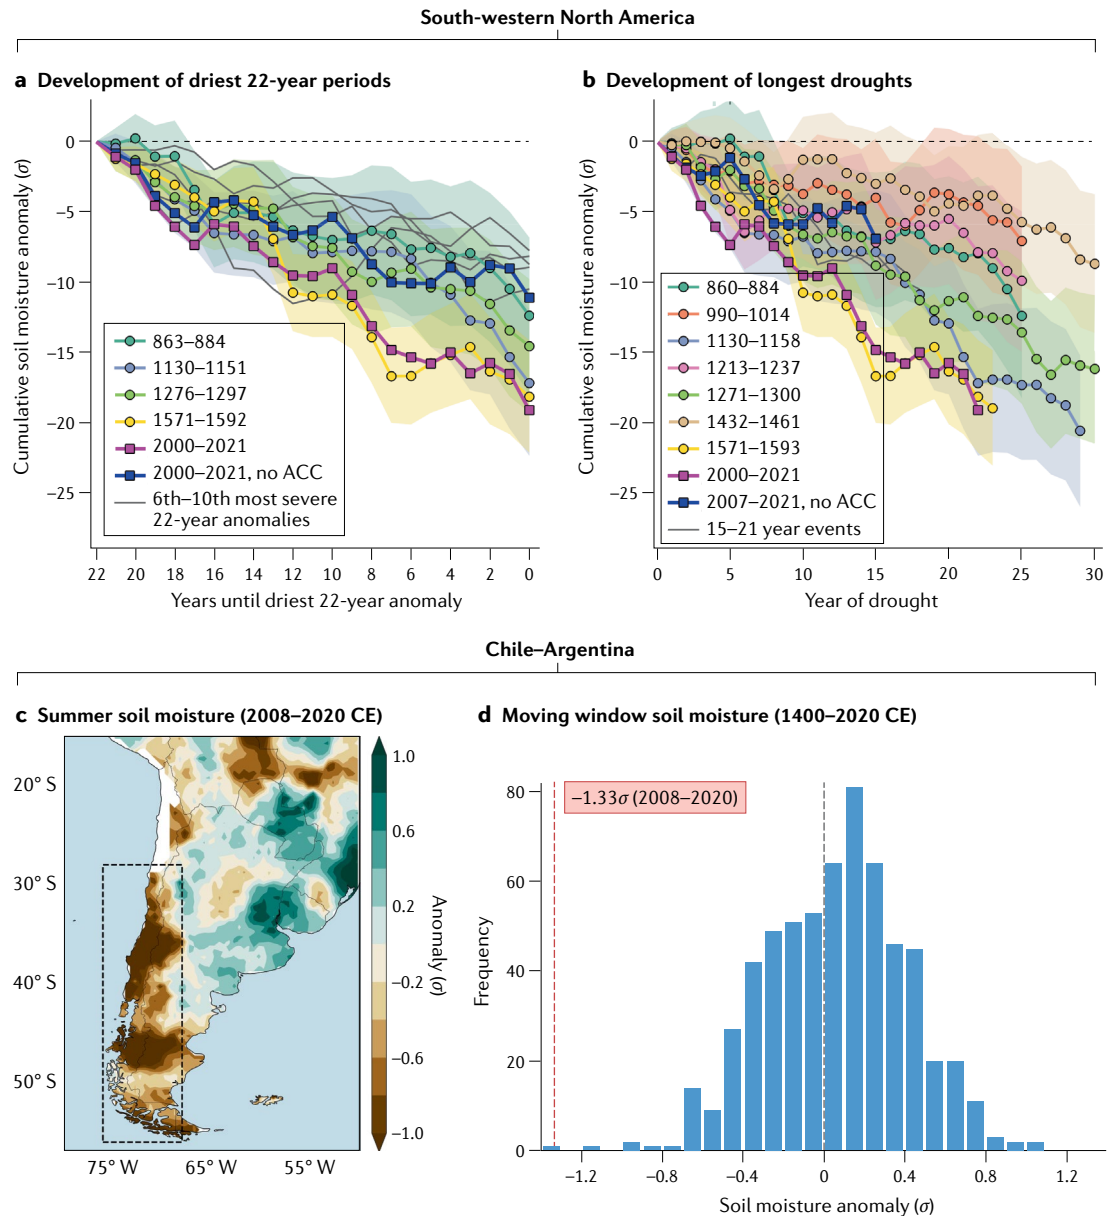 South-western North America
a Development of driest 22-year periods
Cumulative soil moisture anomaly (σ)
0
−5
−10
−15
−20
−25
863–884
1130–1151
1276–1297
1571–1592
2000–2021
2000–2021, no ACC
6th–10th most severe
22-year anomalies
22 20 18 16 14 12 10 8 6 4 2 0
Years until driest 22-year anomaly
b Development of longest droughts
Cumulative soil moisture anomaly (σ)
0
−5
−10
−15
−20
−25
860–884
990–1014
1130–1158
1213–1237
1271–1300
1432–1461
1571–1593
2000–2021
2007–2021, no ACC
15–21 year events
0 5 10 15 20 25 30
Year of drought
Chile–Argentina
c Summer soil moisture (2008–2020 CE)
20° S
30° S
40° S
50° S
75° W 65° W 55° W
1.0
0.6
0.2
−0.2
−0.6
−1.0
Anomaly (σ)
d Moving window soil moisture (1400–2020 CE)
−1.33σ (2008–2020)
Frequency
80
60
40
20
0
−1.2 −0.8 −0.4 0 0.4 0.8 1.2
Soil moisture anomaly (σ)